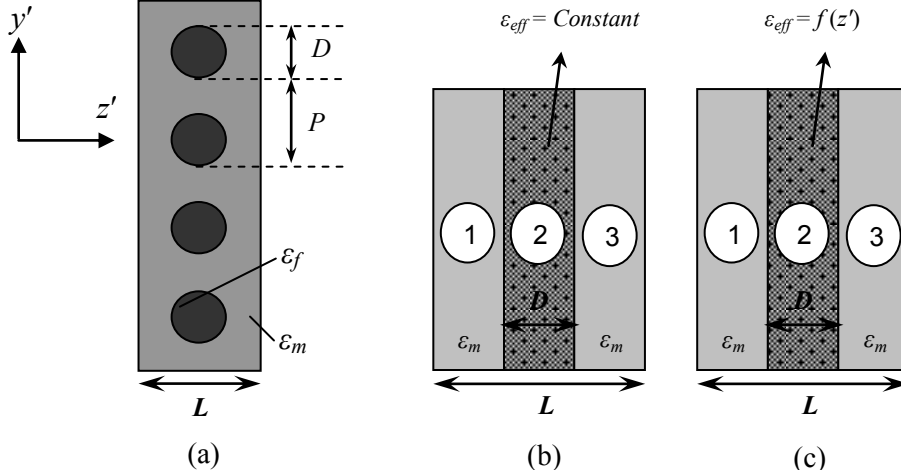 y′
z′
D
P
ε_f
ε_m
L
(a)
ε_eff = Constant
1
2
3
D
ε_m
ε_m
L
(b)
ε_eff = f(z′)
1
2
3
D
ε_m
ε_m
L
(c)